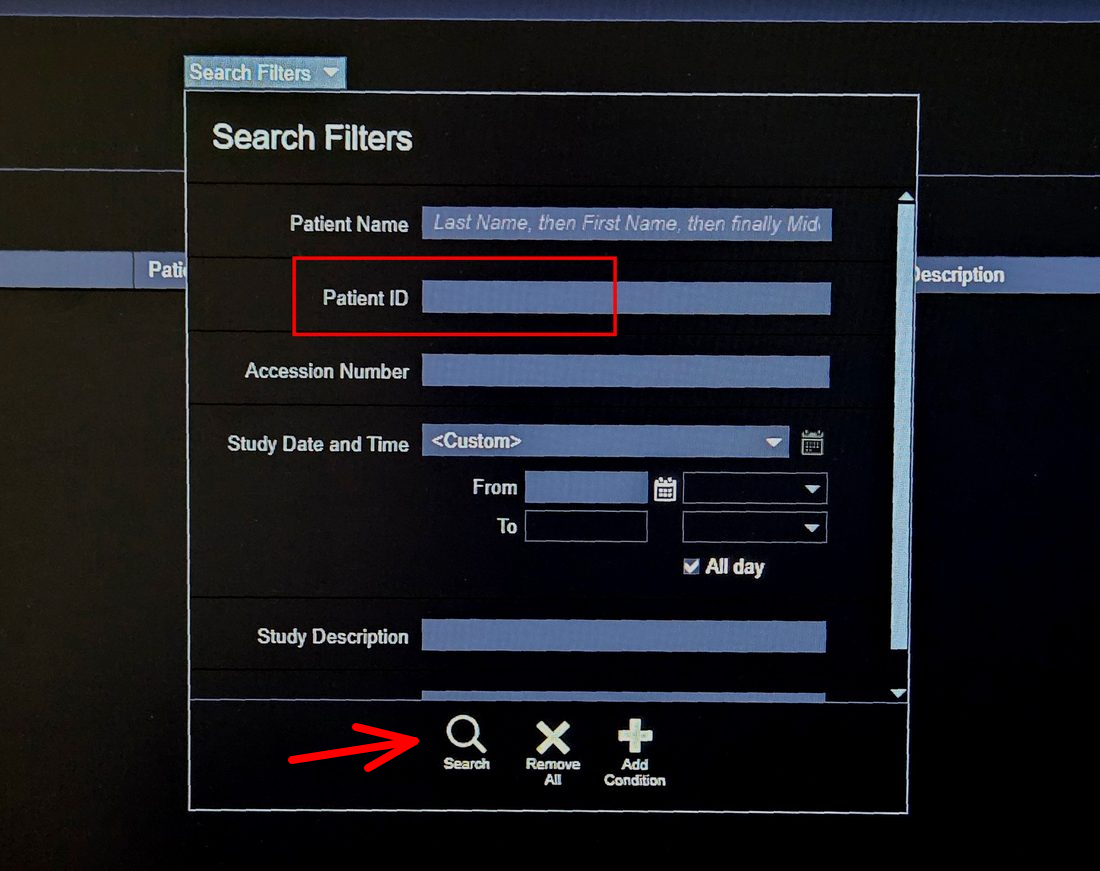 Search Filters
Search Filters
Patient Name
Last Name, then First Name, then finally Mid
Patient ID
Description
Accession Number
Study Date and Time
<Custom>
From
To
All day
Study Description
Search
Remove All
Add Condition